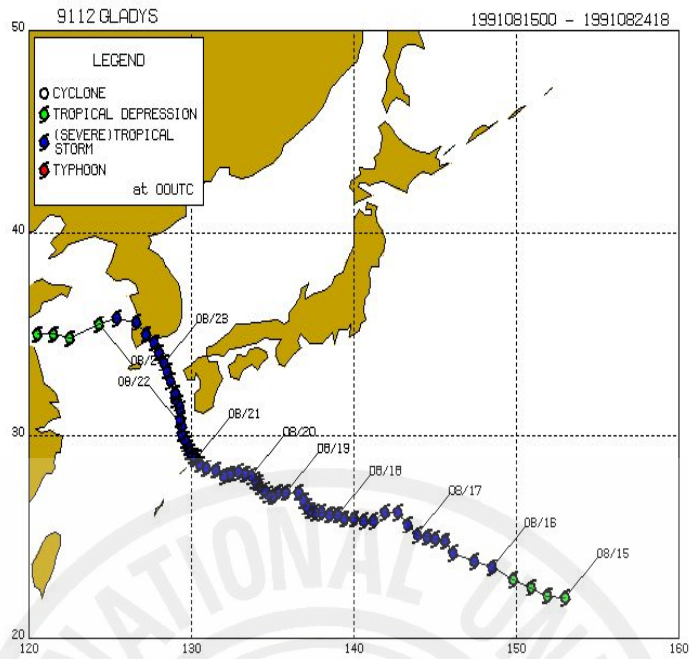 9112 GLADYS 1991081500 - 1991082418
50
LEGEND
CYCLONE
TROPICAL DEPRESSION
(SEVERE)TROPICAL
STORM
TYPHOON
at 00UTC
40
08/23
08/22
08/21
30
08/20
08/19
08/18
08/17
08/16
08/15
NATIONAL
20
120 130 140 150 160